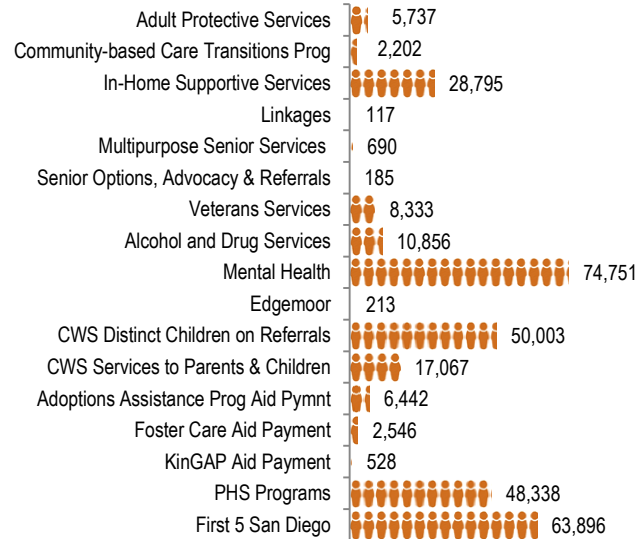 Adult Protective Services 5,737
Community-based Care Transitions Prog 2,202
In-Home Supportive Services 28,795
Linkages 117
Multipurpose Senior Services 690
Senior Options, Advocacy & Referrals 185
Veterans Services 8,333
Alcohol and Drug Services 10,856
Mental Health 74,751
Edgemoor 213
CWS Distinct Children on Referrals 50,003
CWS Services to Parents & Children 17,067
Adoptions Assistance Prog Aid Pymnt 6,442
Foster Care Aid Payment 2,546
KinGAP Aid Payment 528
PHS Programs 48,338
First 5 San Diego 63,896